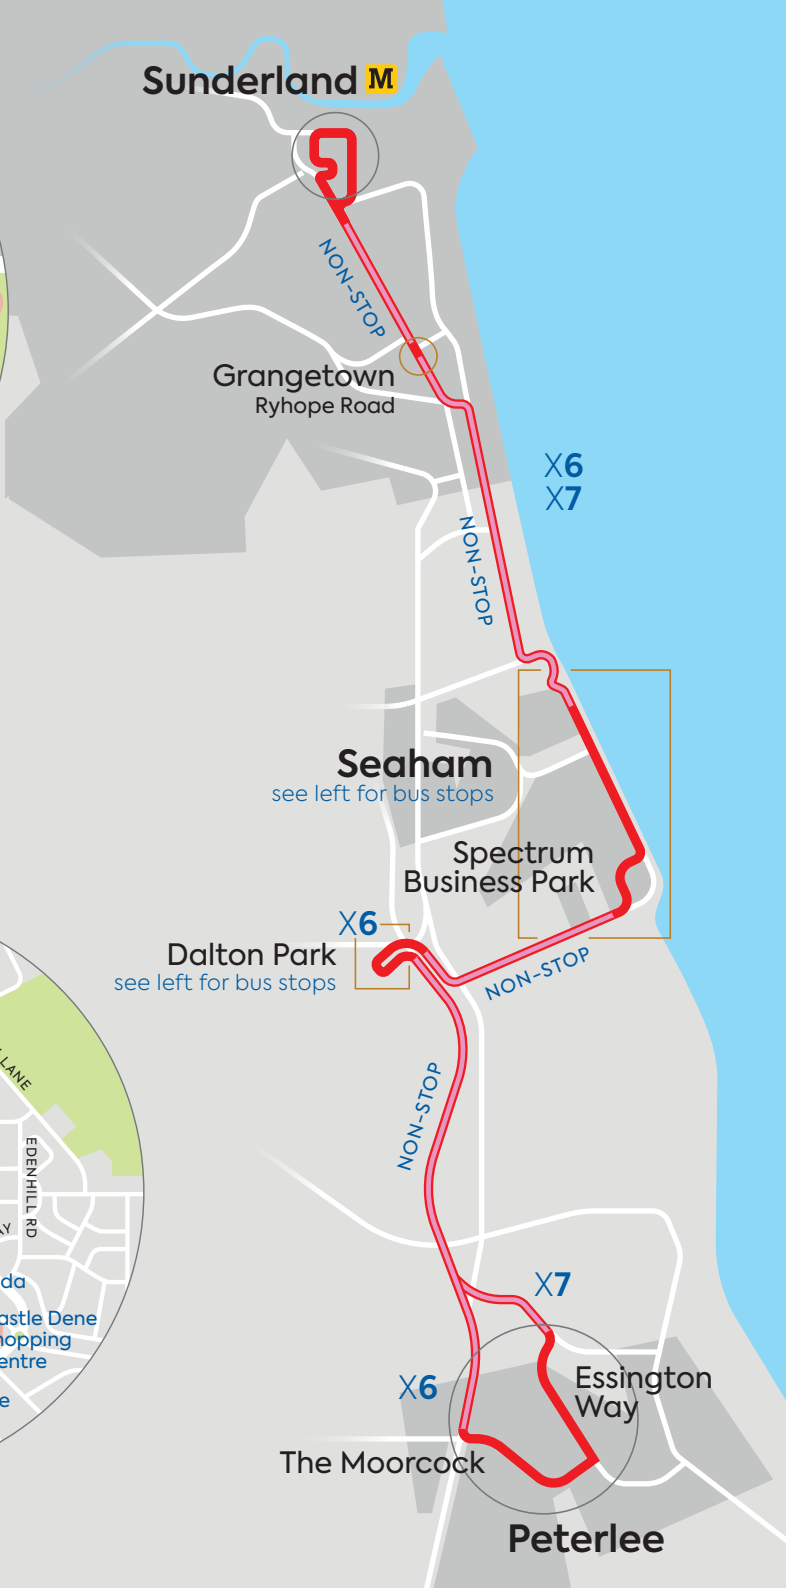 Sunderland M
NON-STOP
Grangetown
Ryhope Road
X6
X7
NON-STOP
Seaham
see left for bus stops
Spectrum
Business Park
X6
Dalton Park
see left for bus stops
NON-STOP
NON-STOP
LANE
EDENHILL RD
X7
Essington
Way
X6
The Moorcock
Peterlee
astle Dene
hopping
entre